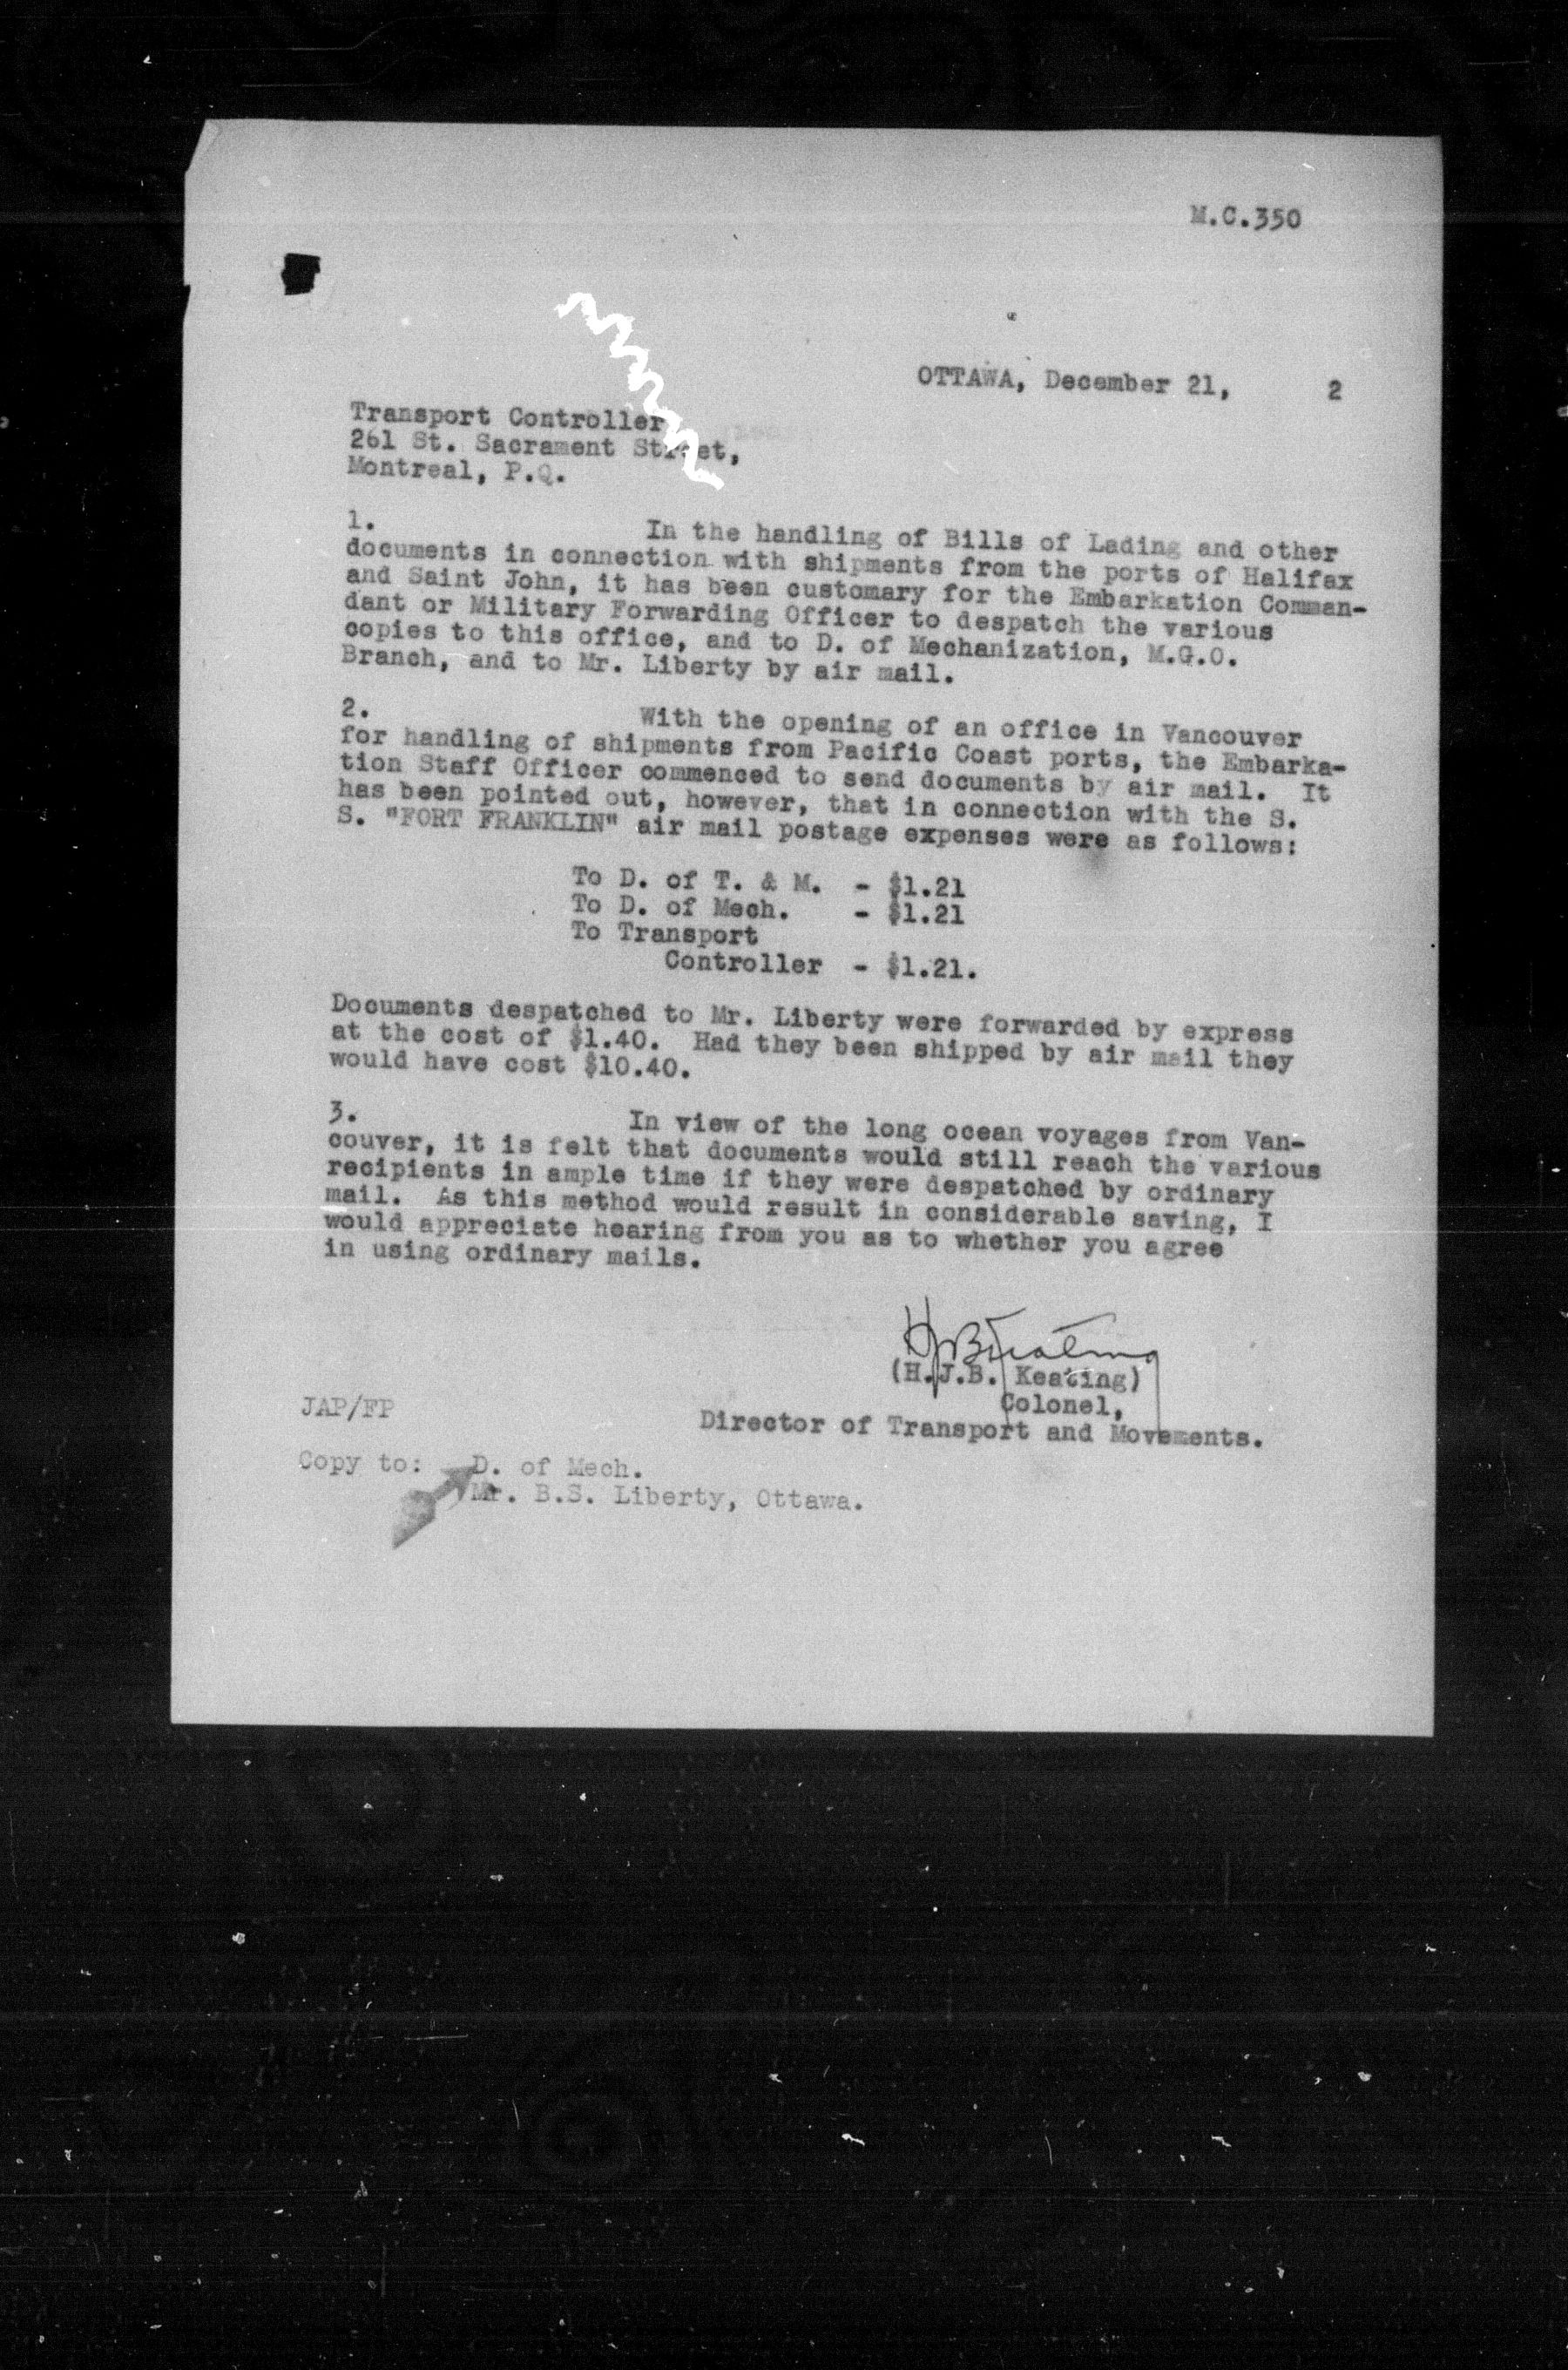 M.C.350
OTTAWA, December 21, 2
Transport Controller
261 St. Sacrament Street,
Montreal, P.Q.
1. In the handling of Bills of Lading and other
documents in connection with shipments from the ports of Halifax
and Saint John, it has been customary for the Embarkation Comman-
dant or Military Forwarding Officer to despatch the various
copies to this office, and to D. of Mechanization, M.G.O.
Branch, and to Mr. Liberty by air mail.
2. With the opening of an office in Vancouver
for handling of shipments from Pacific Coast ports, the Embarka-
tion Staff Officer commenced to send documents by air mail. It
has been pointed out, however, that in connection with the S.
S. "FORT FRANKLIN" air mail postage expenses were as follows:
To D. of T. & M. - $1.21
To D. of Mech. - $1.21
To Transport
Controller - $1.21.
Documents despatched to Mr. Liberty were forwarded by express
at the cost of $1.40. Had they been shipped by air mail they
would have cost $10.40.
3. In view of the long ocean voyages from Van-
couver, it is felt that documents would still reach the various
recipients in ample time if they were despatched by ordinary
mail. As this method would result in considerable saving, I
would appreciate hearing from you as to whether you agree
in using ordinary mails.
HJBKeating
(H.J.B. Keating)
Colonel,
Director of Transport and Movements.
JAP/FP
Copy to: D. of Mech.
Mr. B.S. Liberty, Ottawa.